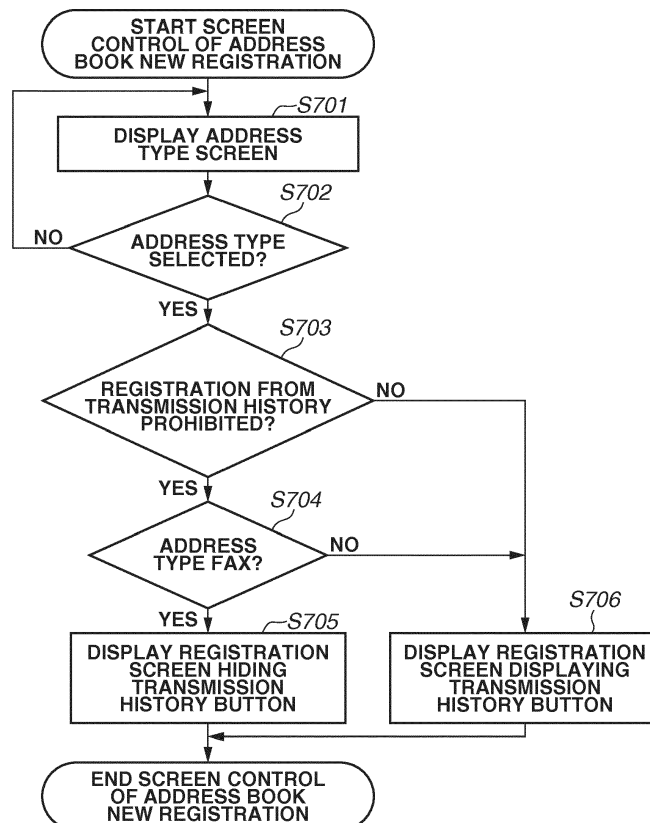 START SCREEN
CONTROL OF ADDRESS
BOOK NEW REGISTRATION
S701
DISPLAY ADDRESS
TYPE SCREEN
S702
NO
ADDRESS TYPE
SELECTED?
YES
S703
REGISTRATION FROM
TRANSMISSION HISTORY
PROHIBITED?
NO
YES
S704
ADDRESS
TYPE FAX?
NO
YES
S705
DISPLAY REGISTRATION
SCREEN HIDING
TRANSMISSION
HISTORY BUTTON
S706
DISPLAY REGISTRATION
SCREEN DISPLAYING
TRANSMISSION
HISTORY BUTTON
END SCREEN CONTROL
OF ADDRESS BOOK
NEW REGISTRATION